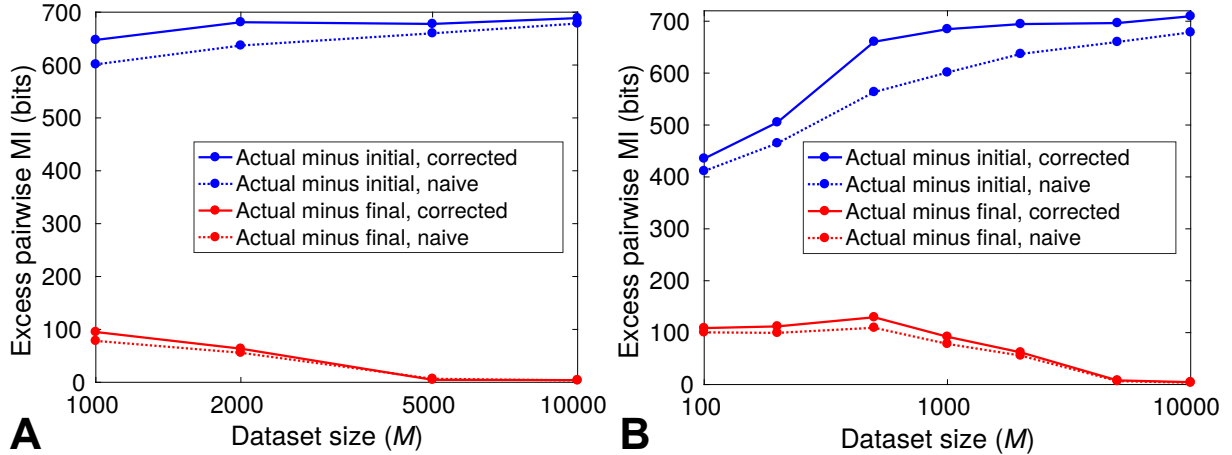 700
600
500
400
300
200
100
0
Excess pairwise MI (bits)
Actual minus initial, corrected
Actual minus initial, naive
Actual minus final, corrected
Actual minus final, naive
1000
2000
5000
10000
Dataset size (M)
A
700
600
500
400
300
200
100
0
Excess pairwise MI (bits)
Actual minus initial, corrected
Actual minus initial, naive
Actual minus final, corrected
Actual minus final, naive
100
1000
10000
Dataset size (M)
B